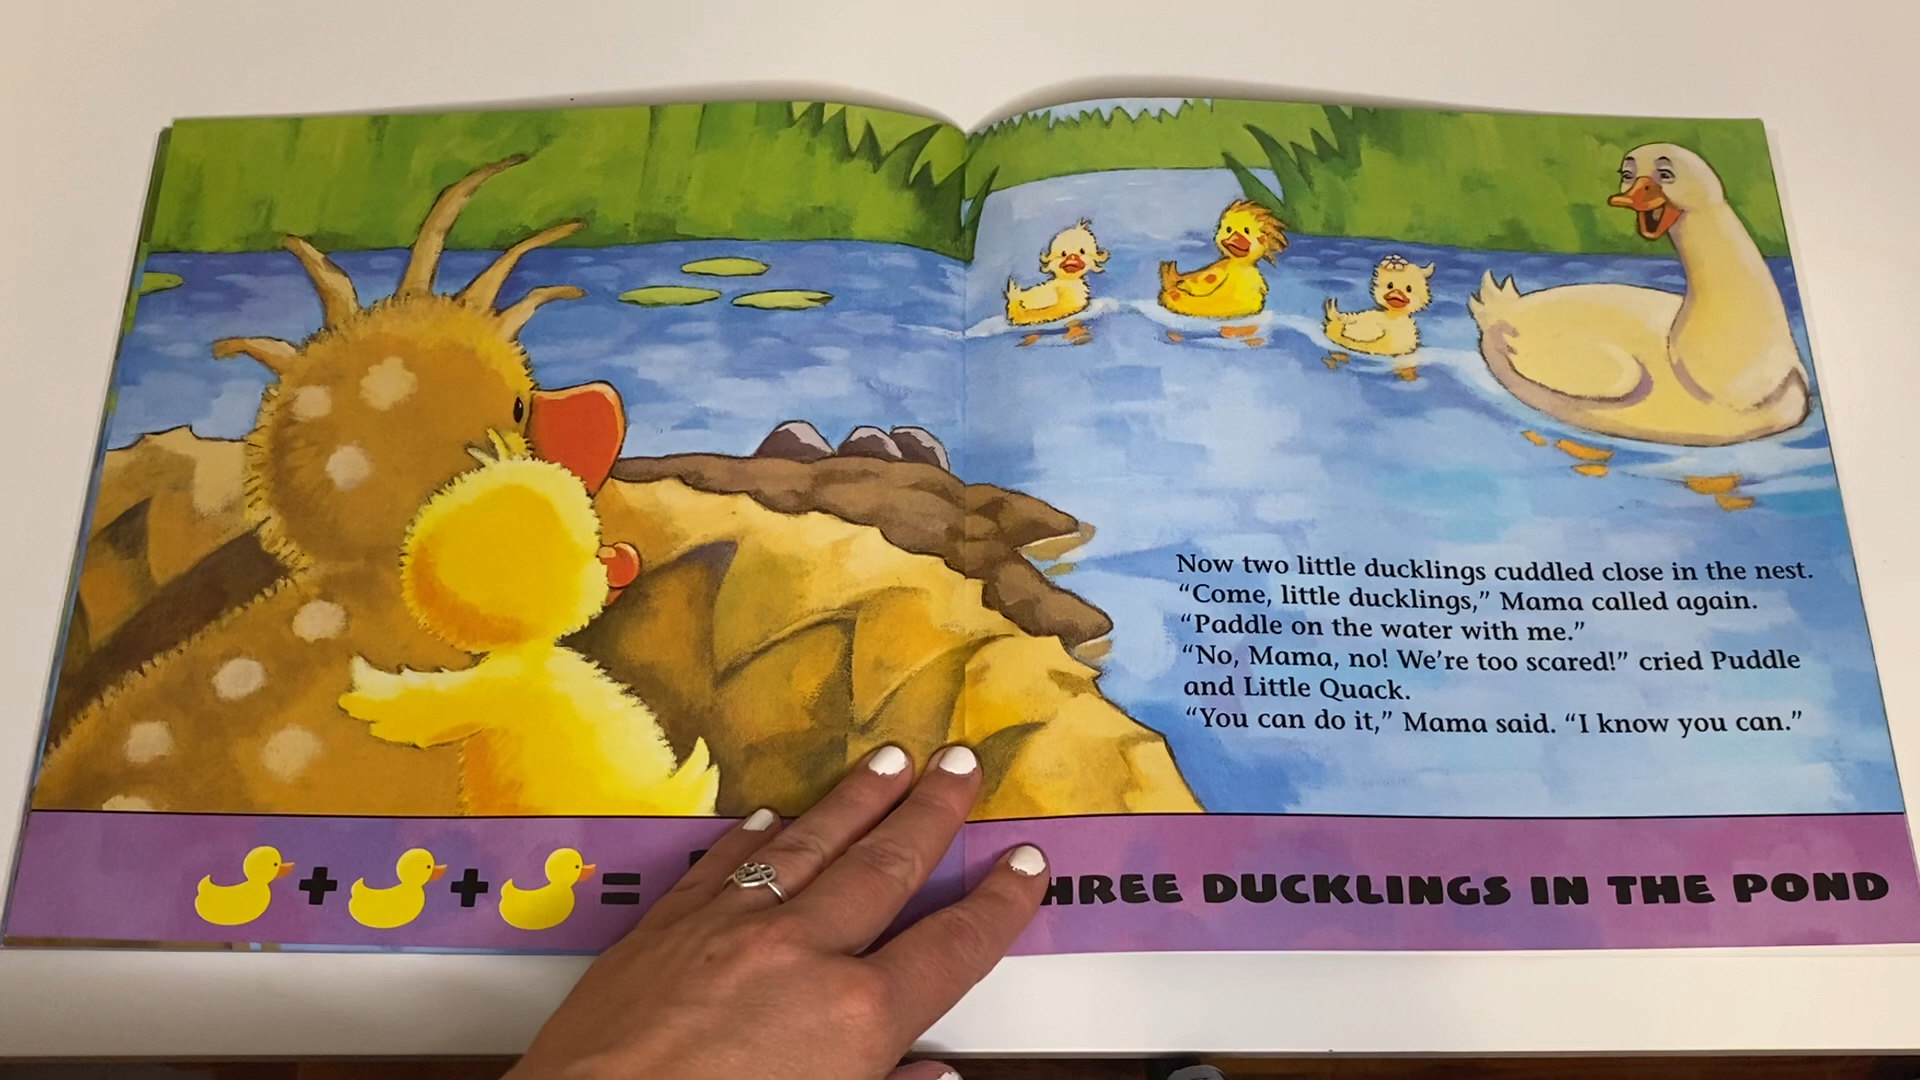 Now two little ducklings cuddled close in the nest.
“Come, little ducklings,” Mama called again.
“Paddle on the water with me.”
“No, Mama, no! We’re too scared!” cried Puddle
and Little Quack.
“You can do it,” Mama said. “I know you can.”
+ + = DUCKLINGS IN THE POND